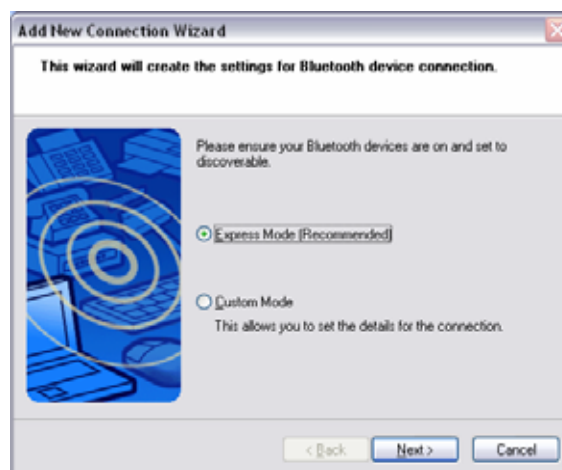 Add New Connection Wizard
This wizard will create the settings for Bluetooth device connection.
Please ensure your Bluetooth devices are on and set to
discoverable.
Express Mode (Recommended)
Custom Mode
This allows you to set the details for the connection.
< Back
Next >
Cancel